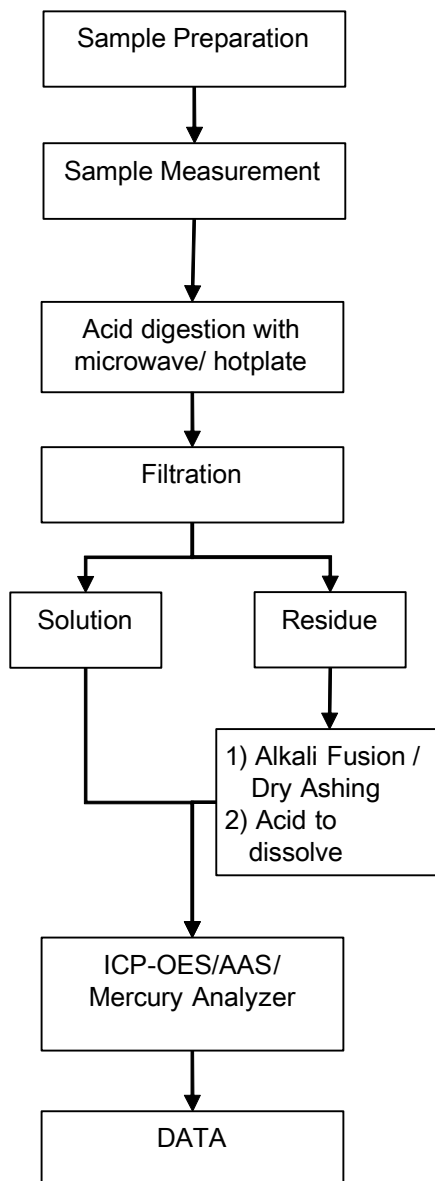 Sample Preparation
Sample Measurement
Acid digestion with
microwave/ hotplate
Filtration
Solution
Residue
1) Alkali Fusion /
Dry Ashing
2) Acid to
dissolve
ICP-OES/AAS/
Mercury Analyzer
DATA